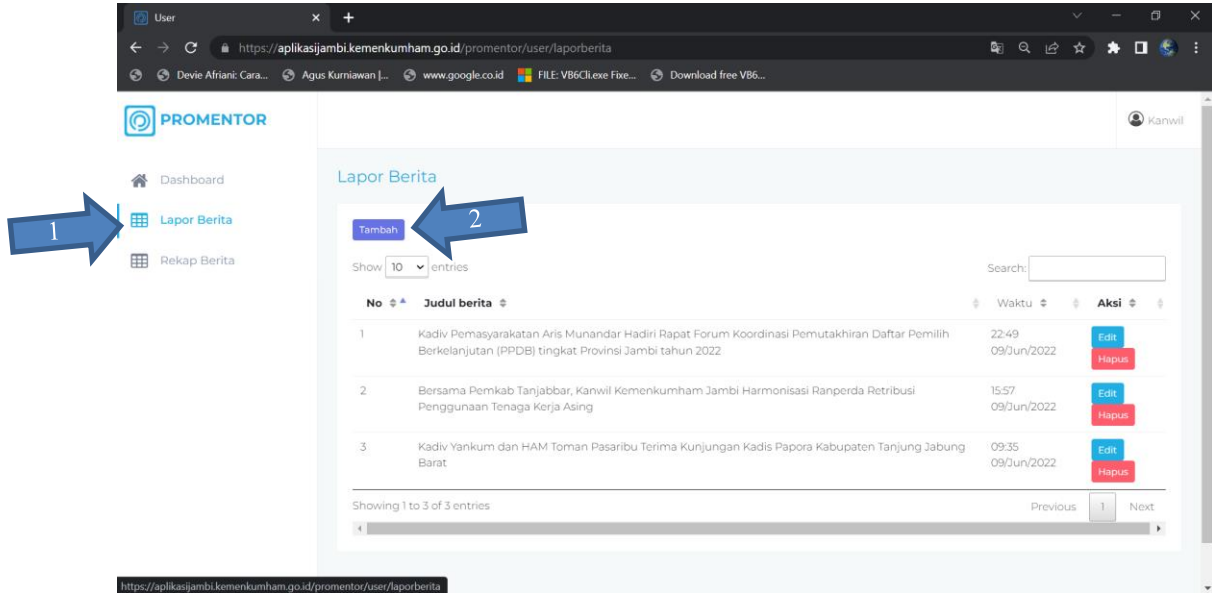 User
https://aplikasijambi.kemenkumham.go.id/promentor/user/laporberita
Devie Afriani: Cara... Agus Kurniawan |... www.google.co.id FILE: VB6Cli.exe Fixe... Download free VB6...
PROMENTOR
Kanwil
Dashboard
Lapor Berita
Rekap Berita
1
Lapor Berita
Tambah
2
Show 10 entries
Search:
No Judul berita Waktu Aksi
1 Kadiv Pemasyarakatan Aris Munandar Hadiri Rapat Forum Koordinasi Pemutakhiran Daftar Pemilih 22:49 Edit
Berkelanjutan (PPDB) tingkat Provinsi Jambi tahun 2022 09/Jun/2022 Hapus
2 Bersama Pemkab Tanjabbar, Kanwil Kemenkumham Jambi Harmonisasi Ranperda Retribusi 15:57 Edit
Penggunaan Tenaga Kerja Asing 09/Jun/2022 Hapus
3 Kadiv Yankum dan HAM Toman Pasaribu Terima Kunjungan Kadis Papora Kabupaten Tanjung Jabung 09:35 Edit
Barat 09/Jun/2022 Hapus
Showing 1 to 3 of 3 entries
Previous 1 Next
https://aplikasijambi.kemenkumham.go.id/promentor/user/laporberita